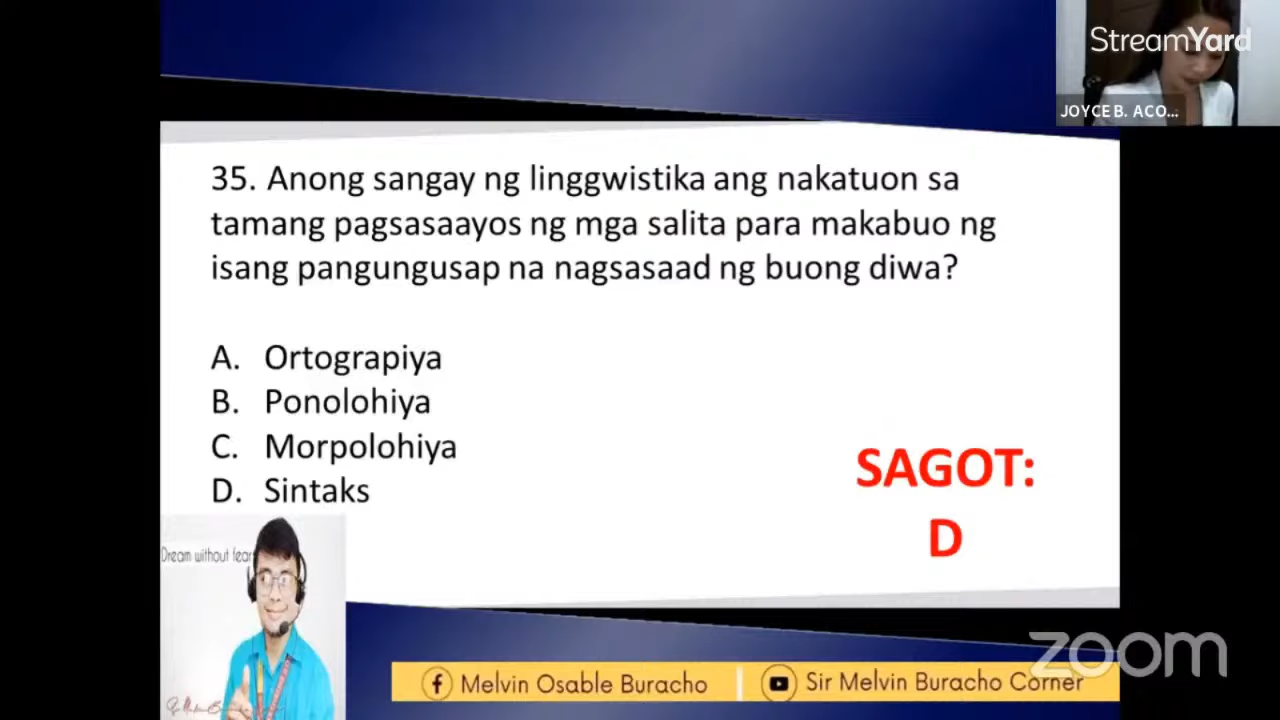 StreamYard
JOYCE B. ACO...
35. Anong sangay ng linggwistika ang nakatuon sa
tamang pagsasaayos ng mga salita para makabuo ng
isang pangungusap na nagsasaad ng buong diwa?
A. Ortograpiya
B. Ponolohiya
C. Morpolohiya
D. Sintaks
SAGOT:
D
Dream without fear
zoom
Melvin Osable Buracho
Sir Melvin Buracho Corner